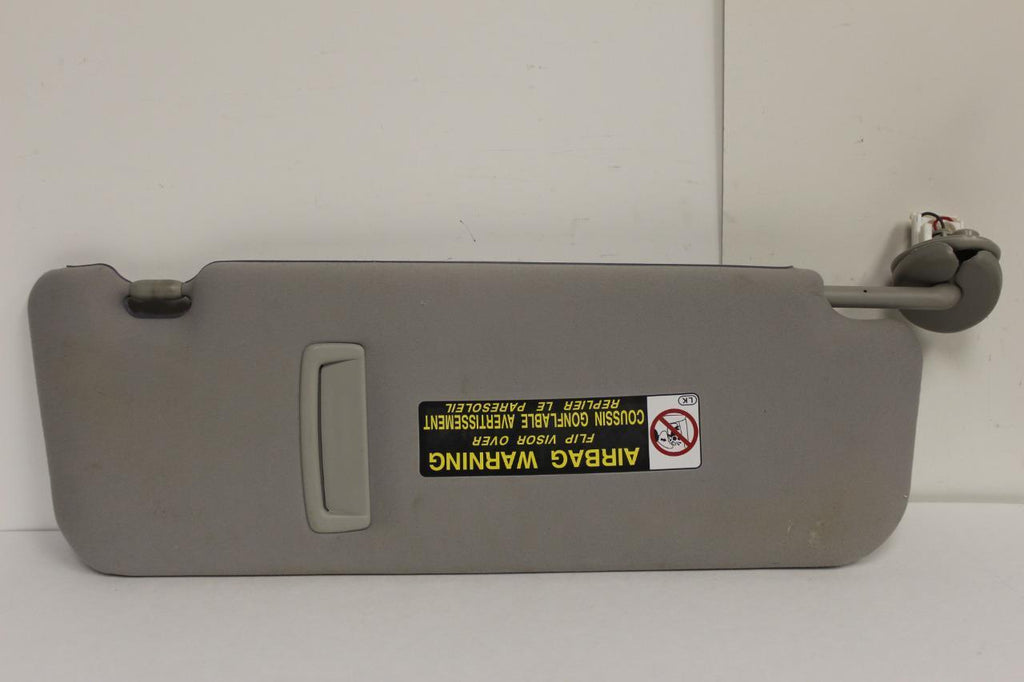 AIRBAG WARNING
FLIP VISOR OVER
COUSSIN GONFLABLE AVERTISSEMENT
REPLIER LE PARESOLEIL
LK